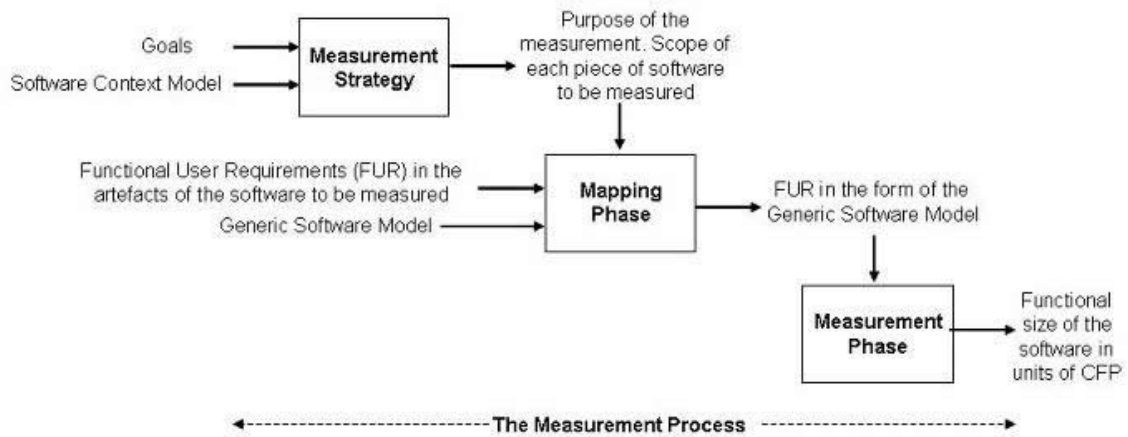 Goals
Software Context Model
Measurement
Strategy
Purpose of the
measurement. Scope of
each piece of software
to be measured
Functional User Requirements (FUR) in the
artefacts of the software to be measured
Generic Software Model
Mapping
Phase
FUR in the form of the
Generic Software Model
Measurement
Phase
Functional
size of the
software in
units of CFP
The Measurement Process